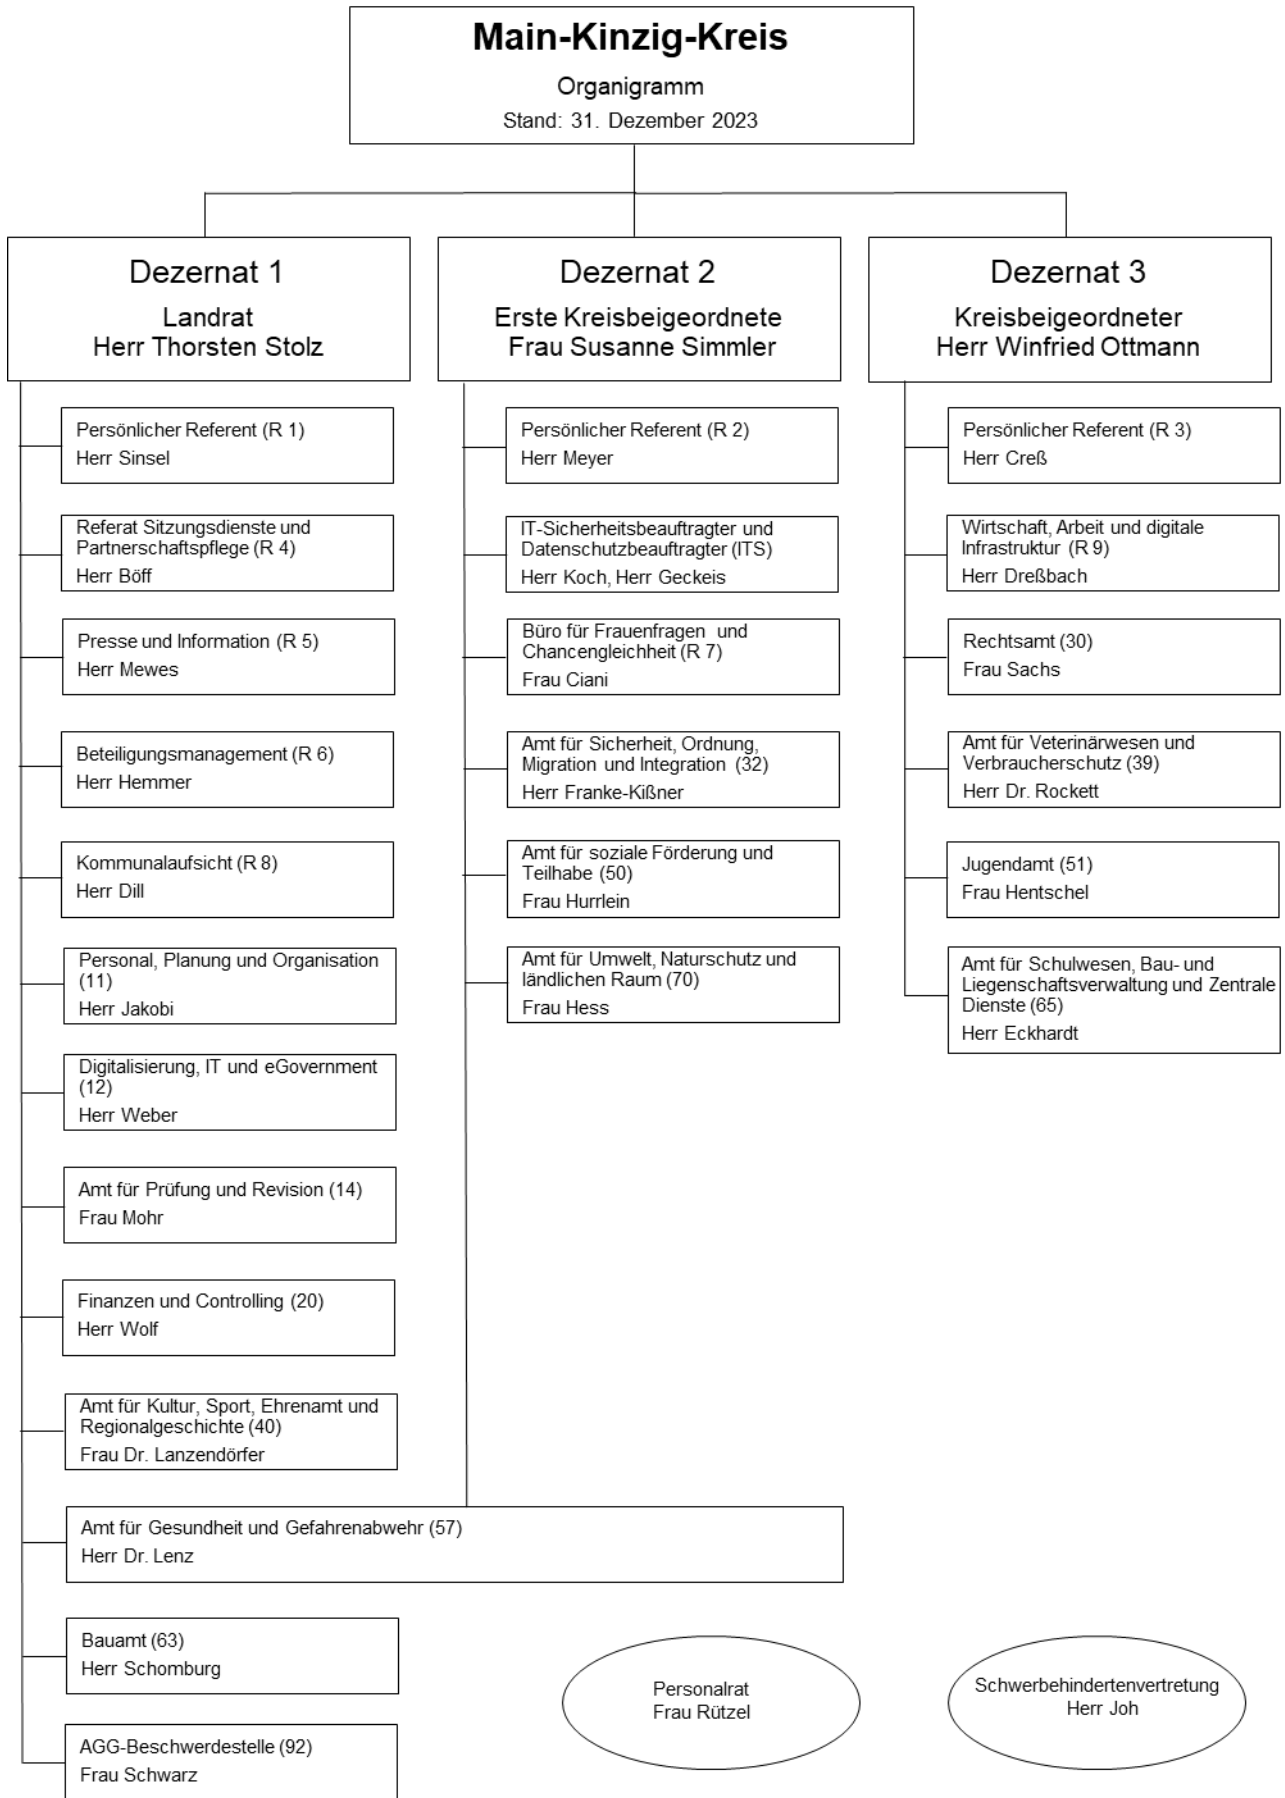 Main-Kinzig-Kreis
Organigramm
Stand: 31. Dezember 2023
Dezernat 1
Landrat
Herr Thorsten Stolz
Persönlicher Referent (R 1)
Herr Sinsel
Referat Sitzungsdienste und
Partnerschaftspflege (R 4)
Herr Böff
Presse und Information (R 5)
Herr Mewes
Beteiligungsmanagement (R 6)
Herr Hemmer
Kommunalaufsicht (R 8)
Herr Dill
Personal, Planung und Organisation
(11)
Herr Jakobi
Digitalisierung, IT und eGovernment
(12)
Herr Weber
Amt für Prüfung und Revision (14)
Frau Mohr
Finanzen und Controlling (20)
Herr Wolf
Amt für Kultur, Sport, Ehrenamt und
Regionalgeschichte (40)
Frau Dr. Lanzendörfer
Amt für Gesundheit und Gefahrenabwehr (57)
Herr Dr. Lenz
Bauamt (63)
Herr Schomburg
AGG-Beschwerdestelle (92)
Frau Schwarz
Dezernat 2
Erste Kreisbeigeordnete
Frau Susanne Simmler
Persönlicher Referent (R 2)
Herr Meyer
IT-Sicherheitsbeauftragter und
Datenschutzbeauftragter (ITS)
Herr Koch, Herr Geckeis
Büro für Frauenfragen und
Chancengleichheit (R 7)
Frau Ciani
Amt für Sicherheit, Ordnung,
Migration und Integration (32)
Herr Franke-Kißner
Amt für soziale Förderung und
Teilhabe (50)
Frau Hurrlein
Amt für Umwelt, Naturschutz und
ländlichen Raum (70)
Frau Hess
Dezernat 3
Kreisbeigeordneter
Herr Winfried Ottmann
Persönlicher Referent (R 3)
Herr Creß
Wirtschaft, Arbeit und digitale
Infrastruktur (R 9)
Herr Dreßbach
Rechtsamt (30)
Frau Sachs
Amt für Veterinärwesen und
Verbraucherschutz (39)
Herr Dr. Rockett
Jugendamt (51)
Frau Hentschel
Amt für Schulwesen, Bau- und
Liegenschaftsverwaltung und Zentrale
Dienste (65)
Herr Eckhardt
Personalrat
Frau Rützel
Schwerbehindertenvertretung
Herr Joh